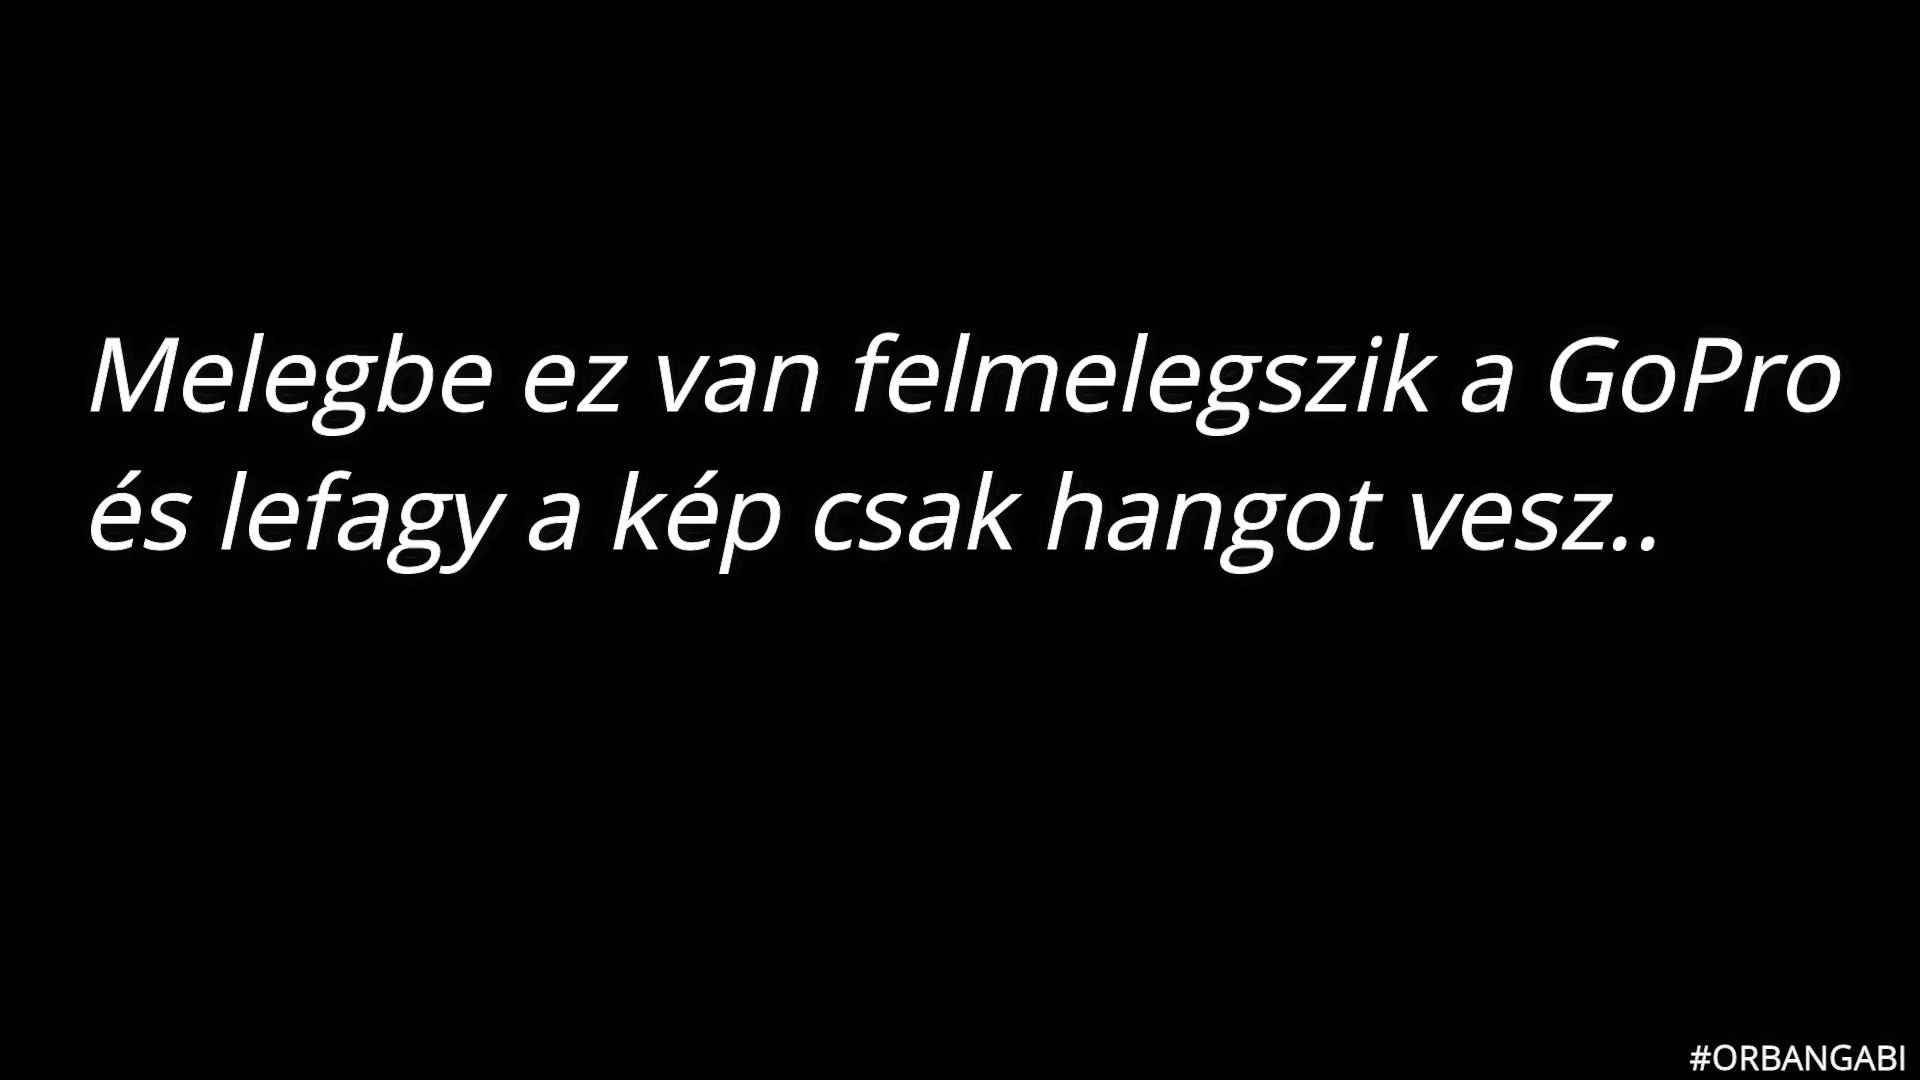 Melegbe ez van felmelegszik a GoPro
és lefagy a kép csak hangot vesz..
#ORBANGABI